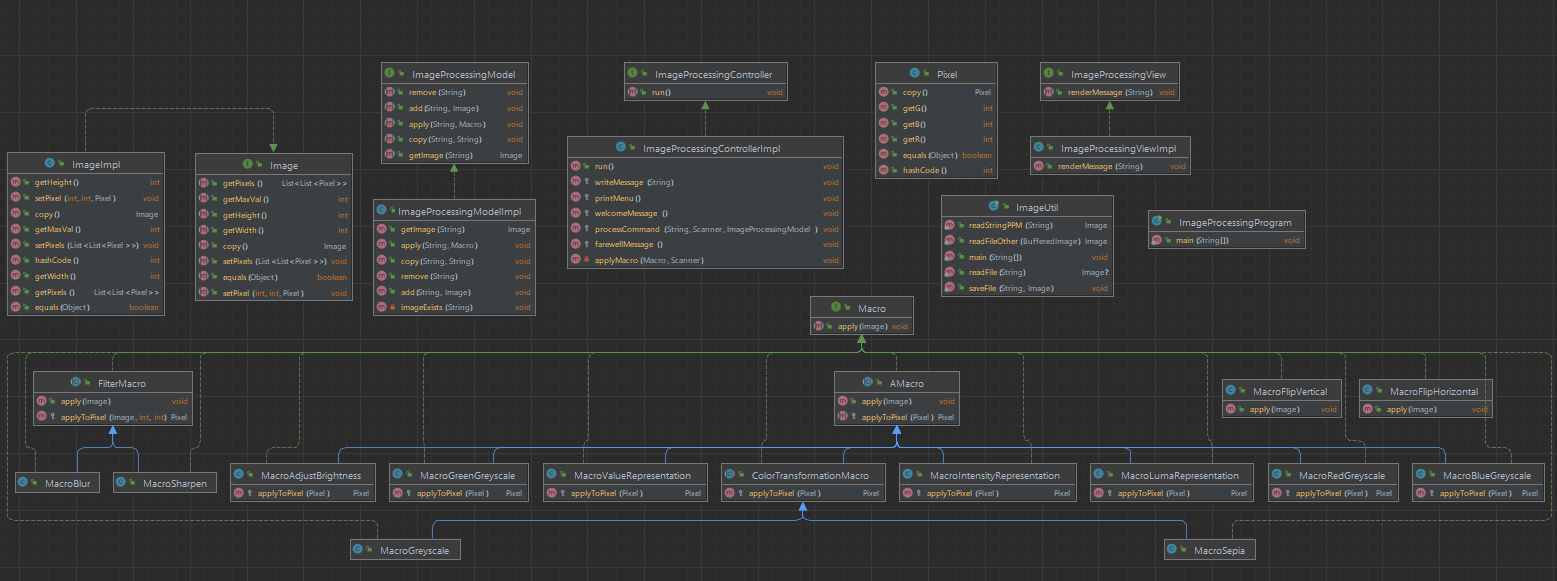 ImageProcessingModel
remove (String) void
add (String, Image) void
apply (String, Macro) void
copy (String, String) void
getImage (String) Image
ImageProcessingController
run() void
Pixel
copy() Pixel
getG() int
getB() int
getR() int
equals (Object) boolean
hashCode () int
ImageProcessingView
renderMessage (String) void
ImageImpl
getHeight () int
setPixel (int, int, Pixel) void
copy() Image
getMaxVal () int
setPixels (List<List<Pixel>>) void
hashCode () int
getWidth () int
getPixels () List<List<Pixel>>
equals (Object) boolean
Image
getPixels () List<List<Pixel>>
getMaxVal () int
getHeight () int
getWidth () int
copy() Image
setPixels (List<List<Pixel>>) void
equals (Object) boolean
setPixel (int, int, Pixel) void
ImageProcessingModelImpl
getImage (String) Image
apply (String, Macro) void
copy (String, String) void
remove (String) void
add (String, Image) void
imageExists (String) void
ImageProcessingControllerImpl
run() void
writeMessage (String) void
printMenu () void
welcomeMessage () void
processCommand (String, Scanner, ImageProcessingModel) void
farewellMessage () void
applyMacro (Macro, Scanner) void
ImageProcessingViewImpl
renderMessage (String) void
ImageUtil
readStringPPM (String) Image
readFileOther (BufferedImage) Image
main (String[]) void
readFile (String) Image?
saveFile (String, Image) void
ImageProcessingProgram
main (String[]) void
Macro
apply (Image) void
FilterMacro
apply (Image) void
applyToPixel (Image, int, int) Pixel
AMacro
apply (Image) void
applyToPixel (Pixel) Pixel
MacroFlipVertical
apply (Image) void
MacroFlipHorizontal
apply (Image) void
MacroBlur
MacroSharpen
MacroAdjustBrightness
applyToPixel (Pixel) Pixel
MacroGreenGreyscale
applyToPixel (Pixel) Pixel
MacroValueRepresentation
applyToPixel (Pixel) Pixel
ColorTransformationMacro
applyToPixel (Pixel) Pixel
MacroIntensityRepresentation
applyToPixel (Pixel) Pixel
MacroLumaRepresentation
applyToPixel (Pixel) Pixel
MacroRedGreyscale
applyToPixel (Pixel) Pixel
MacroBlueGreyscale
applyToPixel (Pixel) Pixel
MacroGreyscale
MacroSepia